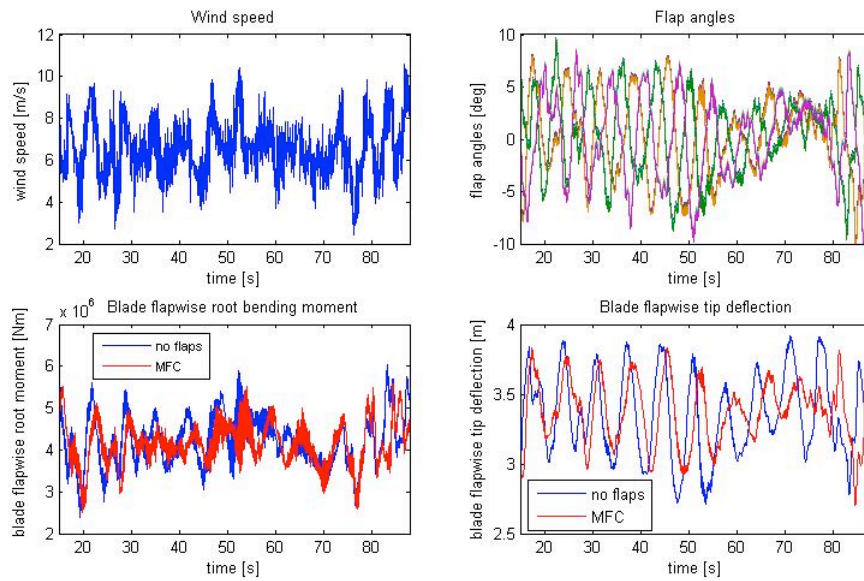 Wind speed
12
10
8
6
4
2
wind speed [m/s]
20 30 40 50 60 70 80
time [s]
Flap angles
10
5
0
-5
-10
flap angles [deg]
20 30 40 50 60 70 80
time [s]
Blade flapwise root bending moment
x 10^6
7
6
5
4
3
2
blade flapwise root moment [Nm]
no flaps
MFC
20 30 40 50 60 70 80
time [s]
Blade flapwise tip deflection
4
3.5
3
2.5
blade flapwise tip deflection [m]
no flaps
MFC
20 30 40 50 60 70 80
time [s]